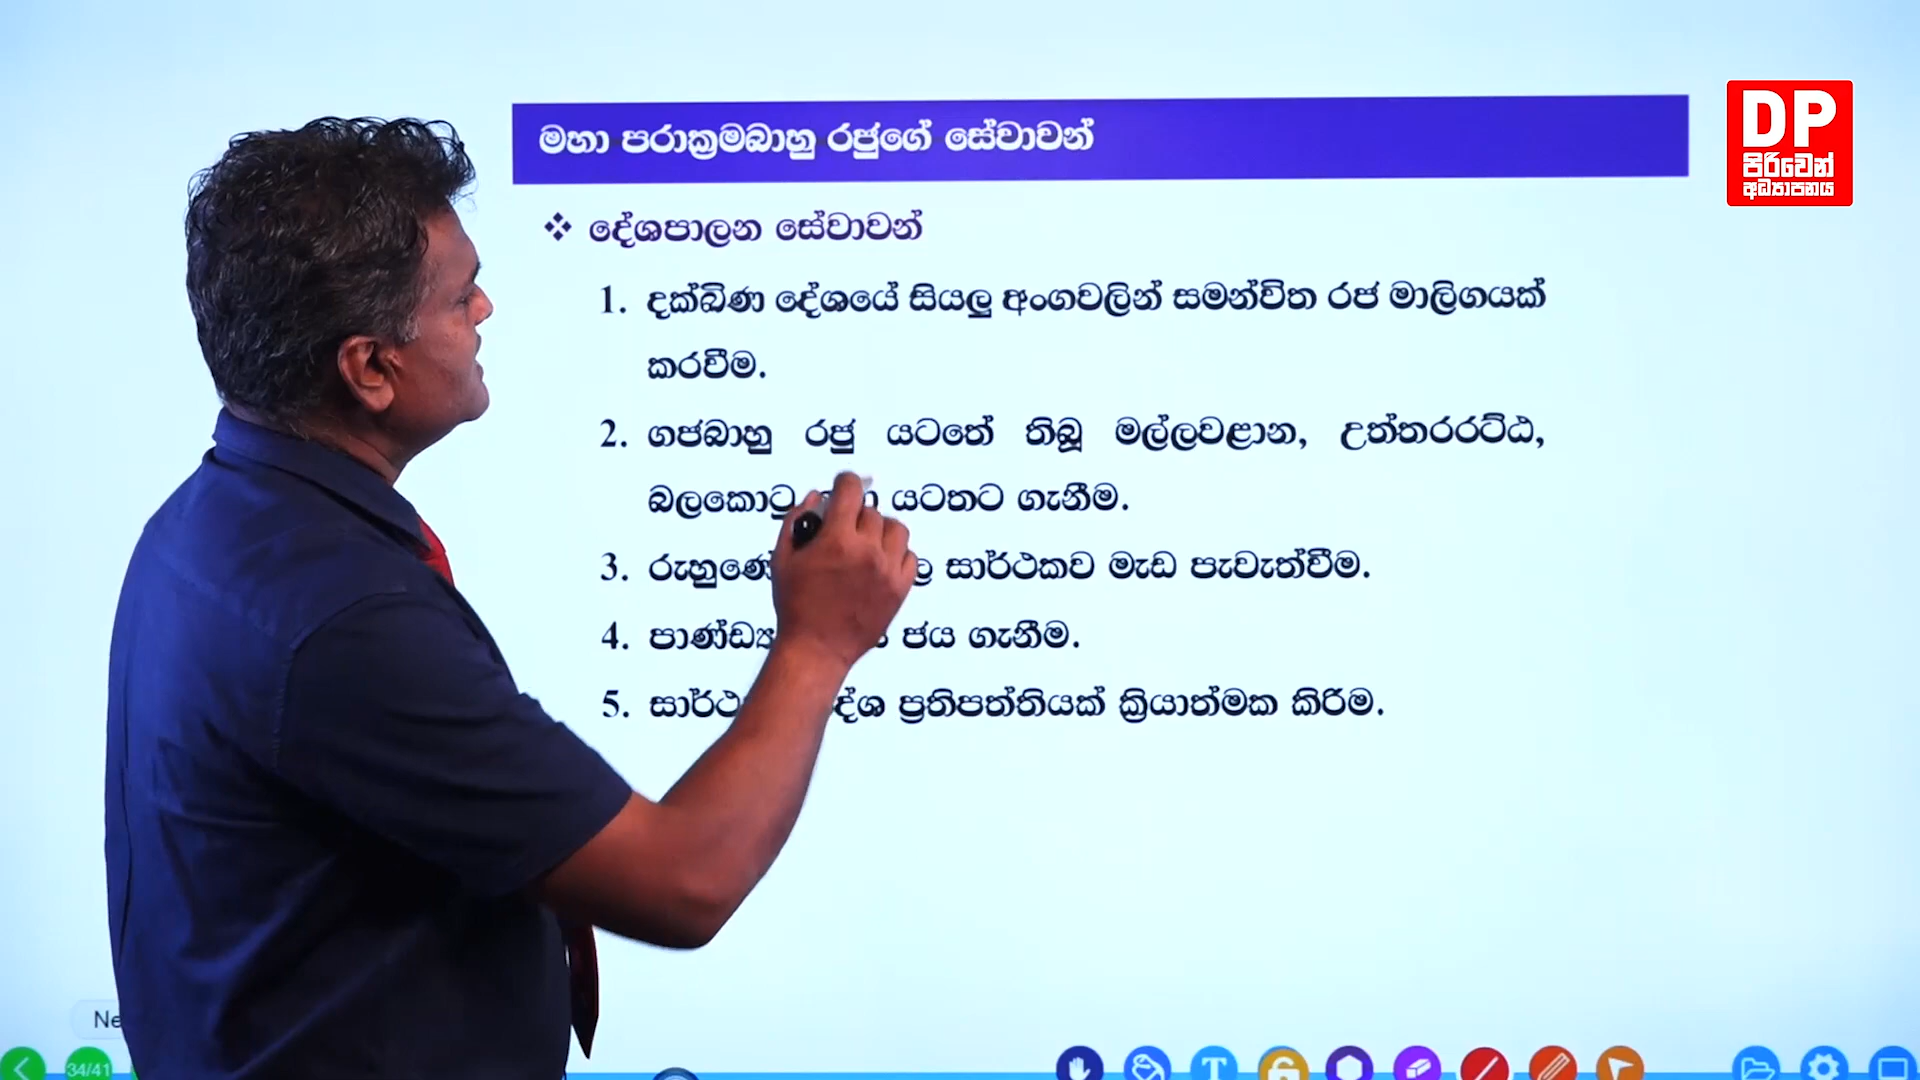 මහා පරාක්‍රමබාහු රජුගේ සේවාවන්
DP
පිරිවෙන්
අධ්‍යාපනය
❖ දේශපාලන සේවාවන්
1. දක්ඛිණ දේශයේ සියලු අංගවලින් සමන්විත රජ මාලිගයක්
කරවීම.
2. ගජබාහු රජු යටතේ තිබූ මල්ලවළාන, උත්තරරට්ඨ,
බලකොටු යටතට ගැනීම.
3. සාර්ථකව මැඩ පැවැත්වීම.
4. ජය ගැනීම.
5. ප්‍රතිපත්තියක් ක්‍රියාත්මක කිරීම.
34/41